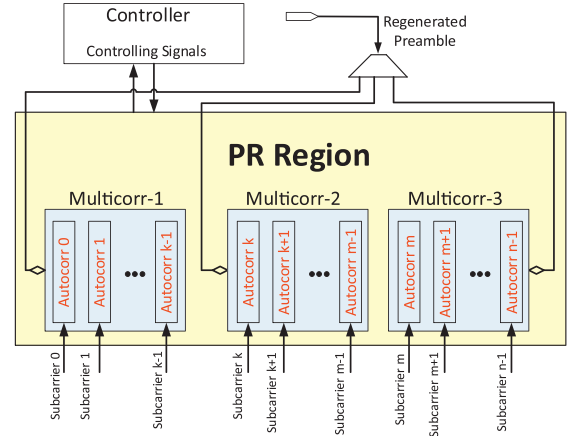 Controller
Controlling Signals
Regenerated
Preamble
PR Region
Multicorr-1
Multicorr-2
Multicorr-3
Autocorr 0
Autocorr 1
•••
Autocorr k-1
Autocorr k
Autocorr k+1
•••
Autocorr m-1
Autocorr m
Autocorr m+1
•••
Autocorr n-1
Subcarrier 0
Subcarrier 1
Subcarrier k-1
Subcarrier k
Subcarrier k+1
Subcarrier m-1
Subcarrier m
Subcarrier m+1
Subcarrier n-1